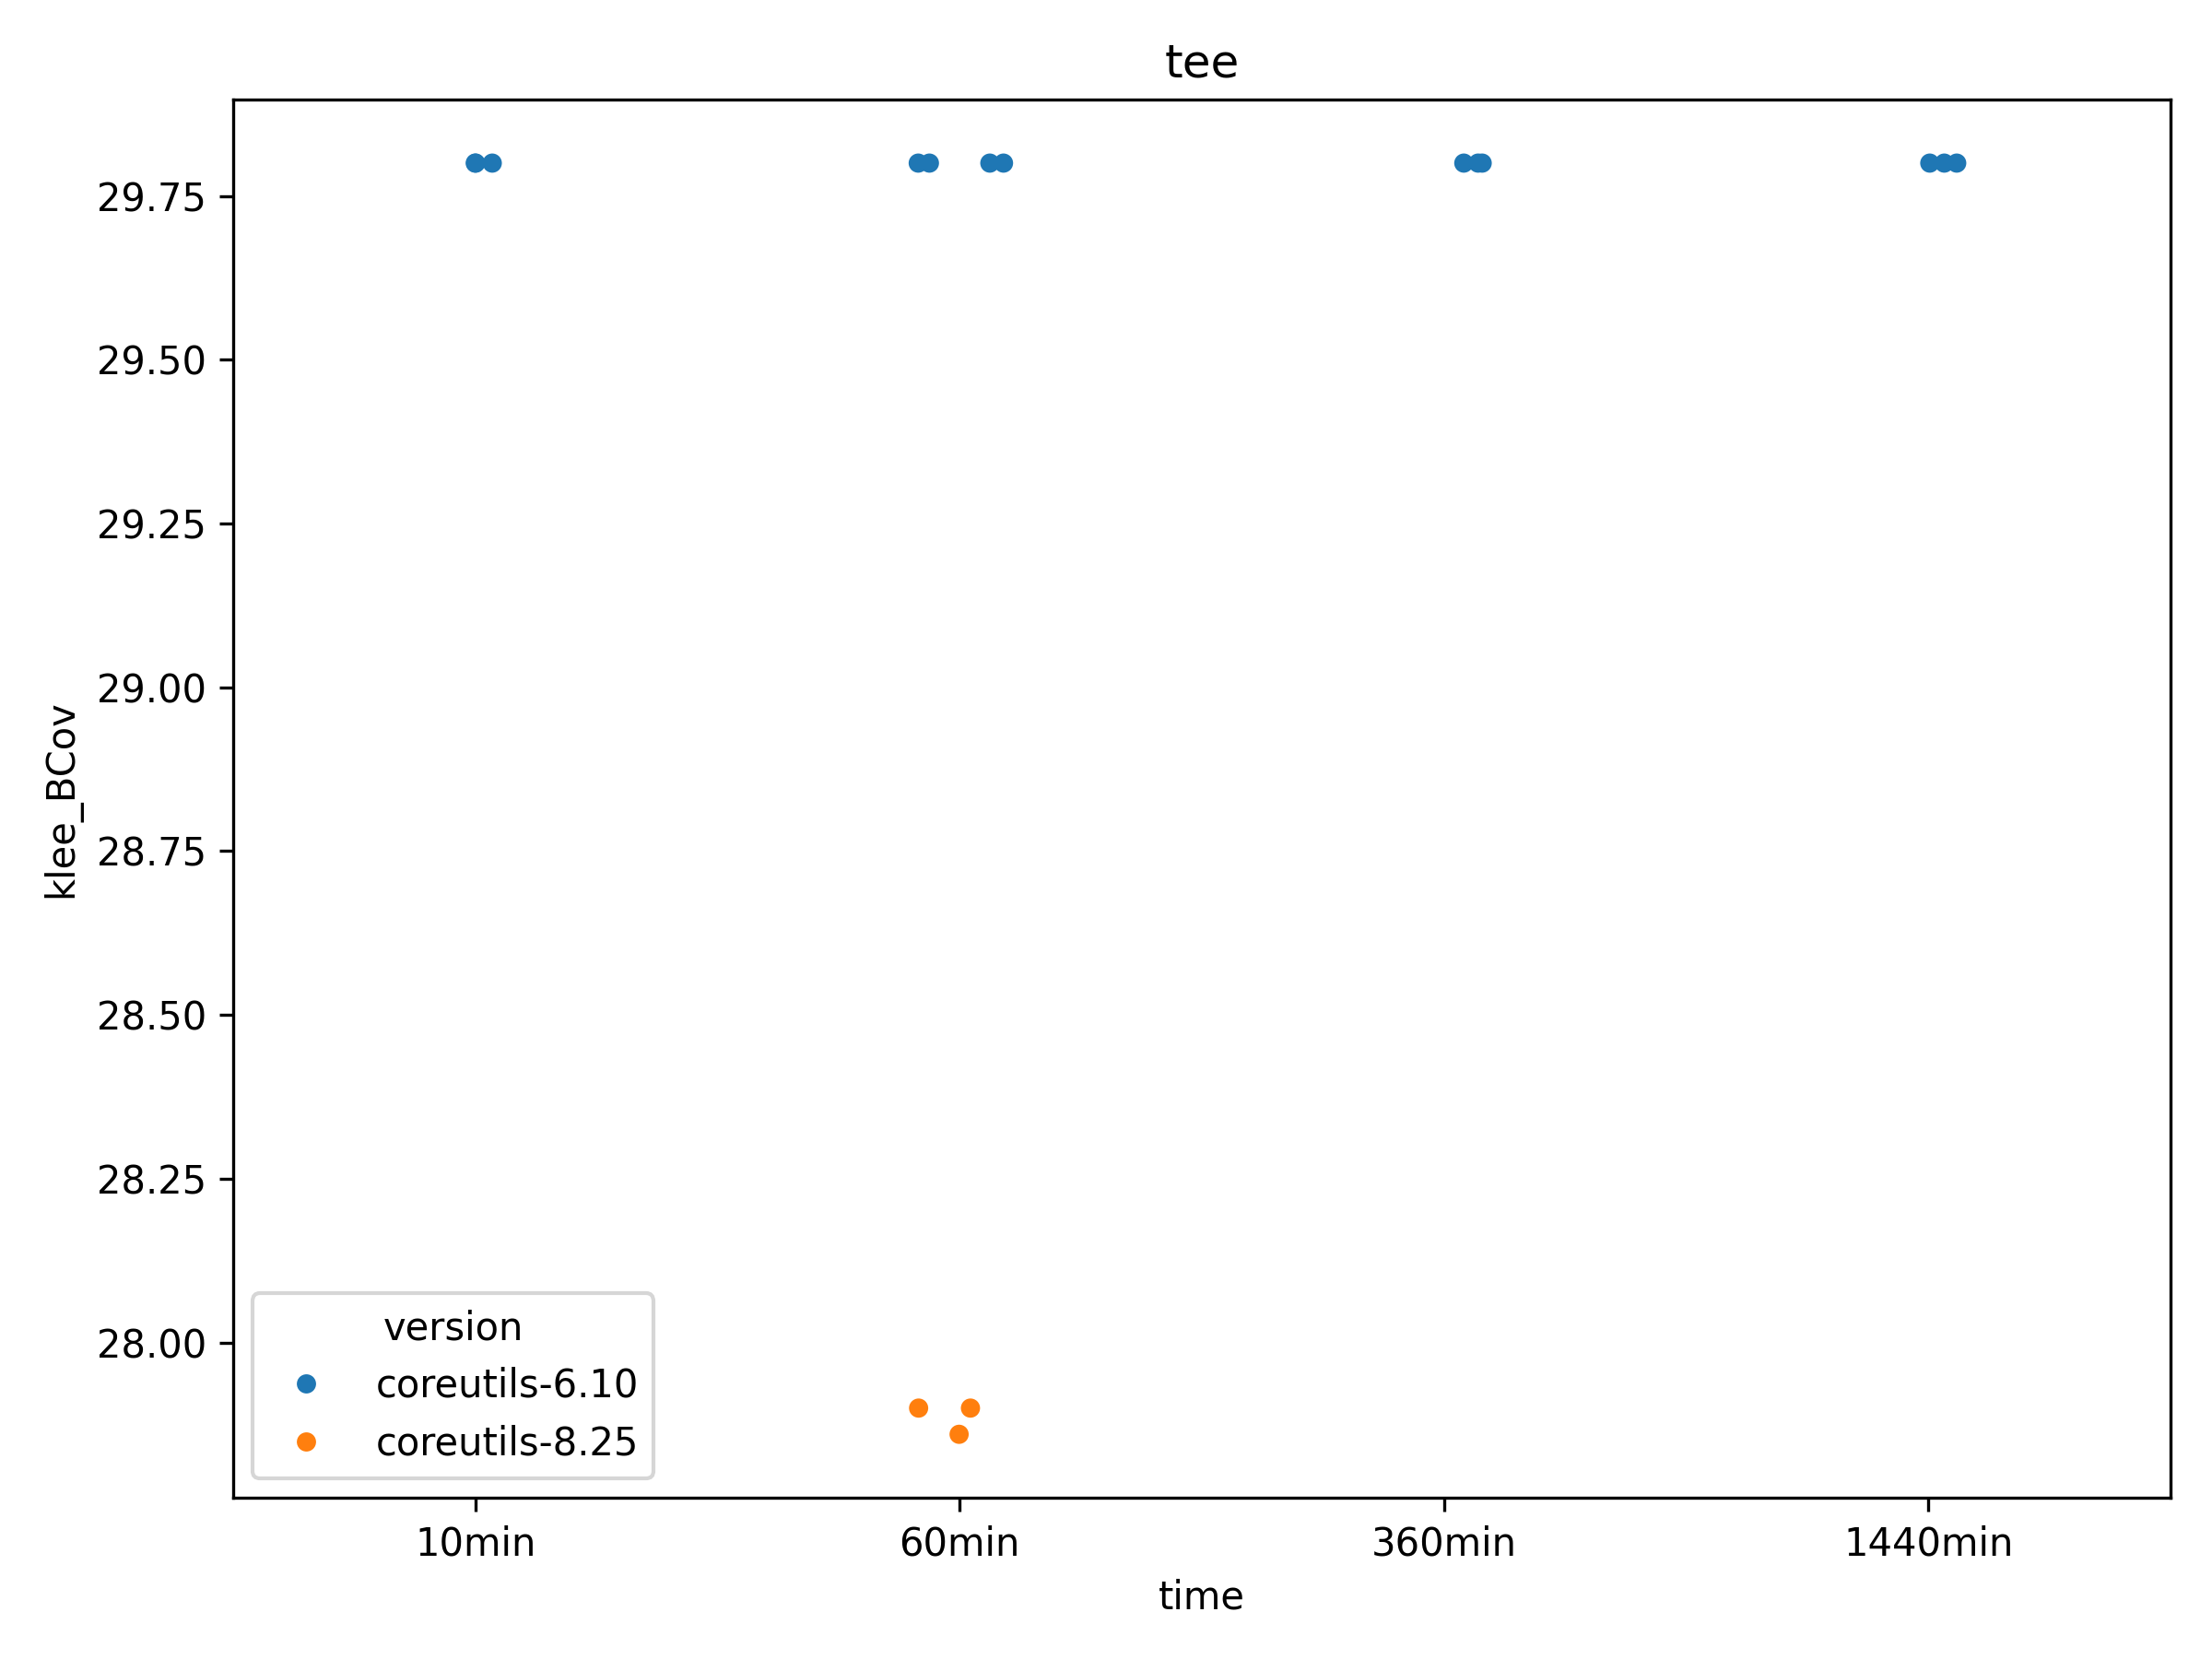 tee
klee_BCov
29.75
29.50
29.25
29.00
28.75
28.50
28.25
28.00
version
coreutils-6.10
coreutils-8.25
10min 60min 360min 1440min
time